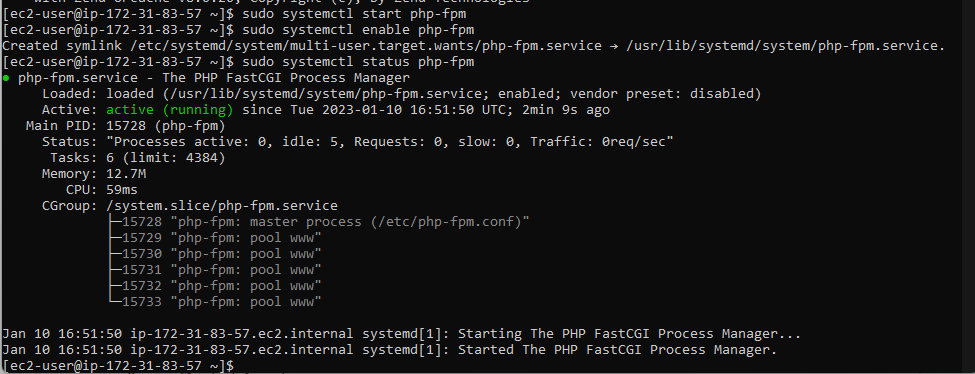 [ec2-user@ip-172-31-83-57 ~]$ sudo systemctl start php-fpm
[ec2-user@ip-172-31-83-57 ~]$ sudo systemctl enable php-fpm
Created symlink /etc/systemd/system/multi-user.target.wants/php-fpm.service → /usr/lib/systemd/system/php-fpm.service.
[ec2-user@ip-172-31-83-57 ~]$ sudo systemctl status php-fpm
● php-fpm.service - The PHP FastCGI Process Manager
Loaded: loaded (/usr/lib/systemd/system/php-fpm.service; enabled; vendor preset: disabled)
Active: active (running) since Tue 2023-01-10 16:51:50 UTC; 2min 9s ago
Main PID: 15728 (php-fpm)
Status: "Processes active: 0, idle: 5, Requests: 0, slow: 0, Traffic: 0req/sec"
Tasks: 6 (limit: 4384)
Memory: 12.7M
CPU: 59ms
CGroup: /system.slice/php-fpm.service
├─15728 "php-fpm: master process (/etc/php-fpm.conf)"
├─15729 "php-fpm: pool www"
├─15730 "php-fpm: pool www"
├─15731 "php-fpm: pool www"
├─15732 "php-fpm: pool www"
└─15733 "php-fpm: pool www"
Jan 10 16:51:50 ip-172-31-83-57.ec2.internal systemd[1]: Starting The PHP FastCGI Process Manager...
Jan 10 16:51:50 ip-172-31-83-57.ec2.internal systemd[1]: Started The PHP FastCGI Process Manager.
[ec2-user@ip-172-31-83-57 ~]$